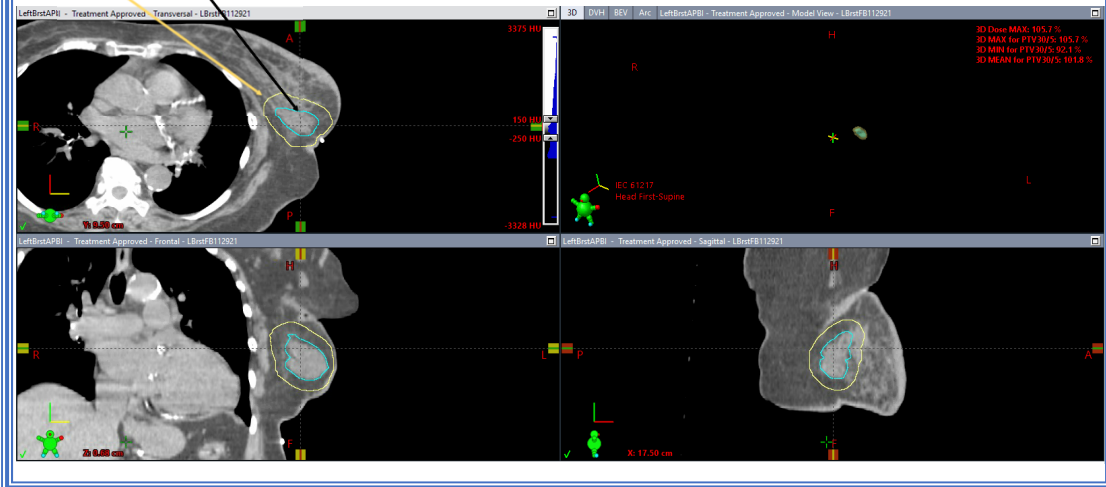 LeftBrstAPBI - Treatment Approved - Transversal - LBrstFB112921
A
3375 HU
R
150 HU
-250 HU
P
-3328 HU
3D DVH BEV Arc LeftBrstAPBI - Treatment Approved - Model View - LBrstFB112921
3D Dose MAX: 105.7 %
3D MAX for PTV30/5: 105.7 %
3D MIN for PTV30/5: 92.1 %
3D MEAN for PTV30/5: 101.8 %
H
R
L
IEC 61217
Head First-Supine
F
LeftBrstAPBI - Treatment Approved - Frontal - LBrstFB112921
H
R
L
F
LeftBrstAPBI - Treatment Approved - Sagittal - LBrstFB112921
H
P
A
F
X: 17.50 cm